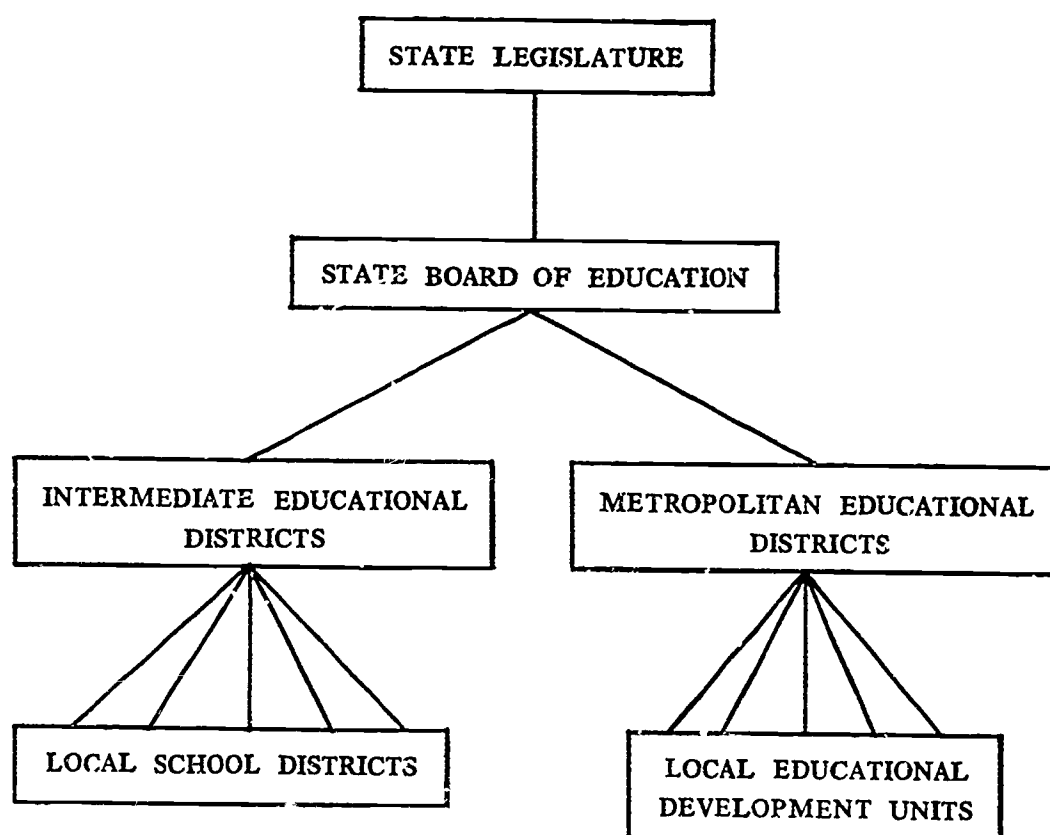 STATE LEGISLATURE
STATE BOARD OF EDUCATION
INTERMEDIATE EDUCATIONAL
DISTRICTS
METROPOLITAN EDUCATIONAL
DISTRICTS
LOCAL SCHOOL DISTRICTS
LOCAL EDUCATIONAL
DEVELOPMENT UNITS